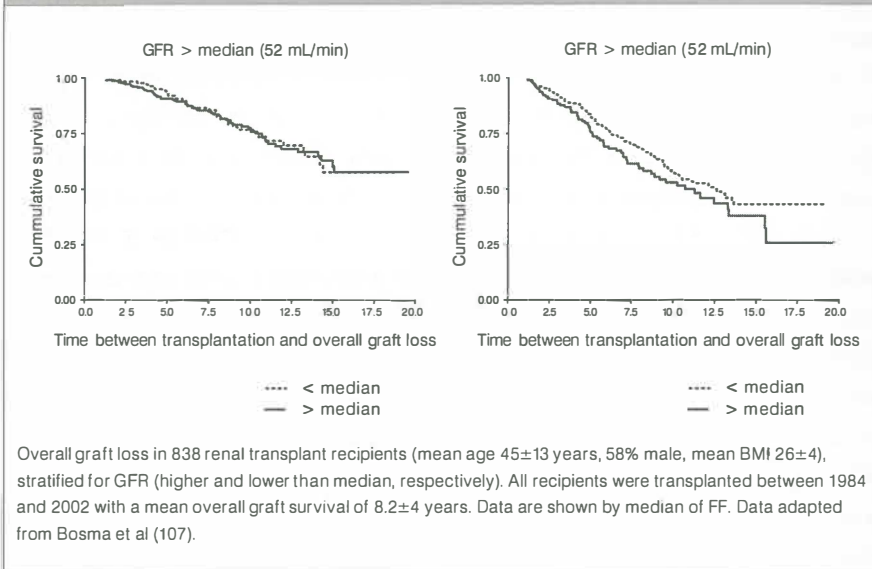 GFR > median (52 mL/min)
Cummulative survival
1.00
0.75
0.50
0.25
0.00
0.0 2.5 5.0 7.5 10.0 12.5 15.0 17.5 20.0
Time between transplantation and overall graft loss
< median
> median
GFR > median (52 mL/min)
Cummulative survival
1.00
0.75
0.50
0.25
0.00
0 0 2 5 5.0 7.5 10 0 12.5 15.0 17.5 20.0
Time between transplantation and overall graft loss
< median
> median
Overall graft loss in 838 renal transplant recipients (mean age 45±13 years, 58% male, mean BMI 26±4),
stratified for GFR (higher and lower than median, respectively). All recipients were transplanted between 1984
and 2002 with a mean overall graft survival of 8.2±4 years. Data are shown by median of FF. Data adapted
from Bosma et al (107).